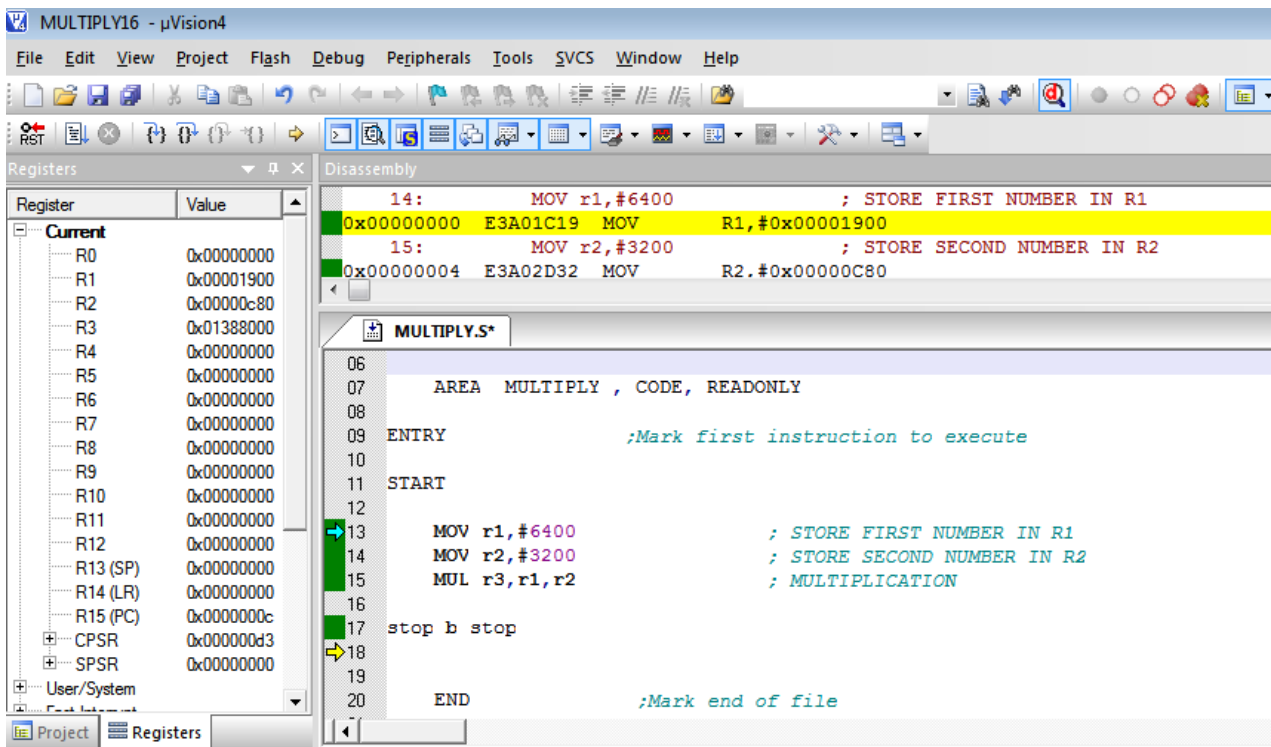 MULTIPLY16 - µVision4
File Edit View Project Flash Debug Peripherals Tools SVCS Window Help
RST
Registers
Disassembly
Register Value
Current
R0 0x00000000
R1 0x00001900
R2 0x00000c80
R3 0x01388000
R4 0x00000000
R5 0x00000000
R6 0x00000000
R7 0x00000000
R8 0x00000000
R9 0x00000000
R10 0x00000000
R11 0x00000000
R12 0x00000000
R13 (SP) 0x00000000
R14 (LR) 0x00000000
R15 (PC) 0x0000000c
CPSR 0x000000d3
SPSR 0x00000000
User/System
Fast Interrupt
Project Registers
14: MOV r1,#6400 ; STORE FIRST NUMBER IN R1
0x00000000 E3A01C19 MOV R1,#0x00001900
15: MOV r2,#3200 ; STORE SECOND NUMBER IN R2
0x00000004 E3A02D32 MOV R2,#0x00000C80
MULTIPLY.S*
06
07 AREA MULTIPLY , CODE, READONLY
08
09 ENTRY ;Mark first instruction to execute
10
11 START
12
13 MOV r1,#6400 ; STORE FIRST NUMBER IN R1
14 MOV r2,#3200 ; STORE SECOND NUMBER IN R2
15 MUL r3,r1,r2 ; MULTIPLICATION
16
17 stop b stop
18
19
20 END ;Mark end of file